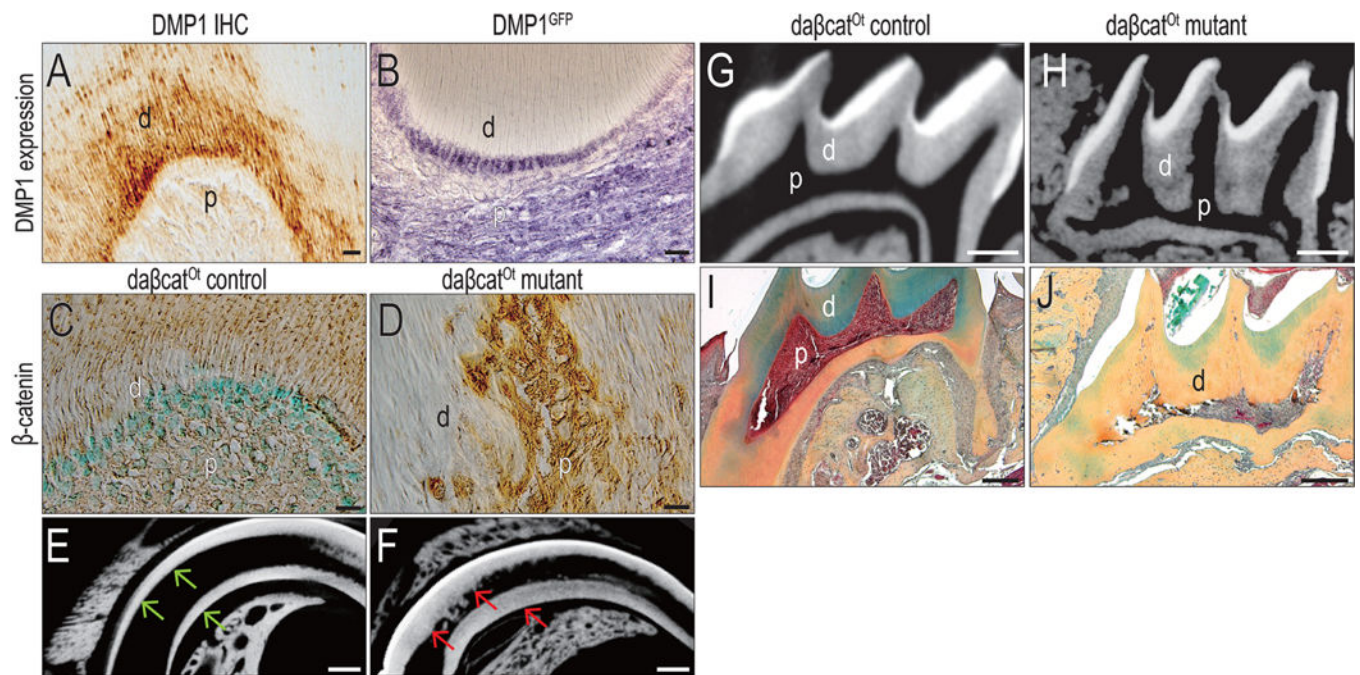 DMP1 IHC
DMP1GFP
daβcatOt control
daβcatOt mutant
DMP1 expression
A
d
p
B
d
p
G
d
p
H
d
p
daβcatOt control
daβcatOt mutant
β-catenin
C
d
p
D
d
p
I
d
p
J
d
E
F